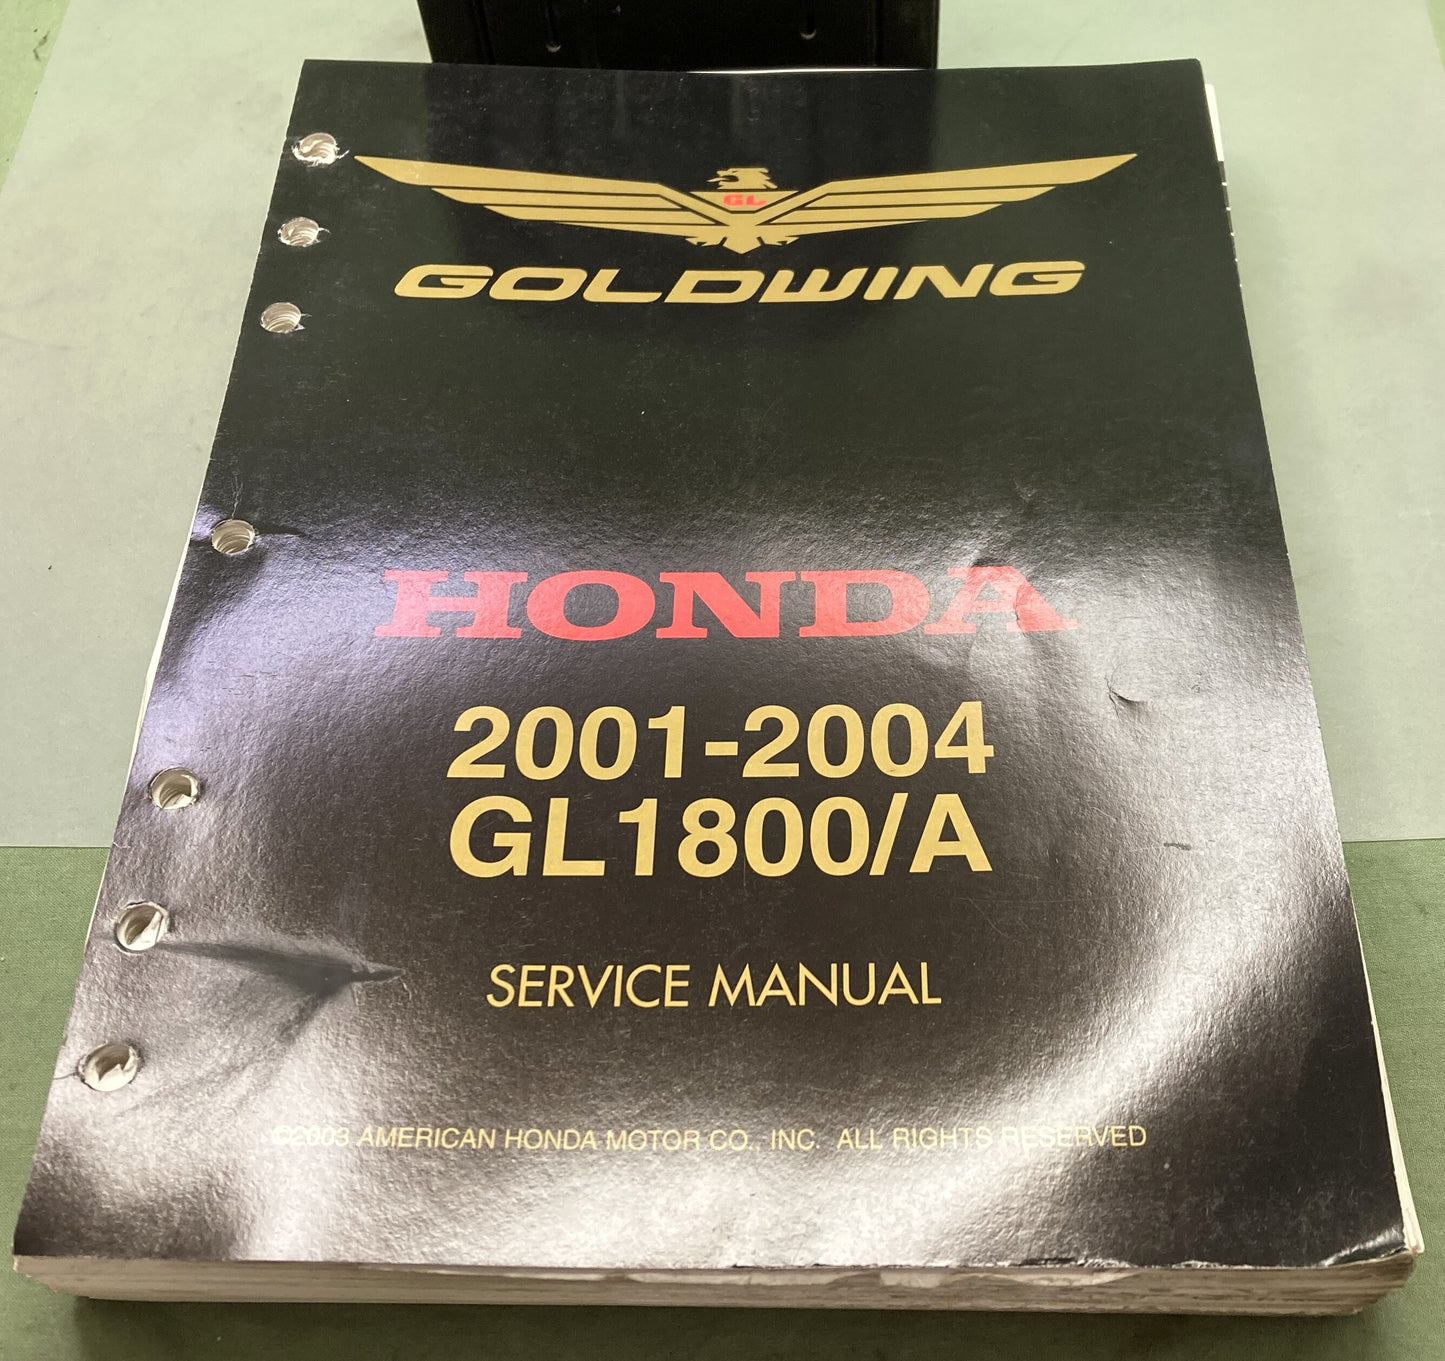 GL
GOLDWING
HONDA
2001-2004
GL1800/A
SERVICE MANUAL
©2003 AMERICAN HONDA MOTOR CO., INC. ALL RIGHTS RESERVED